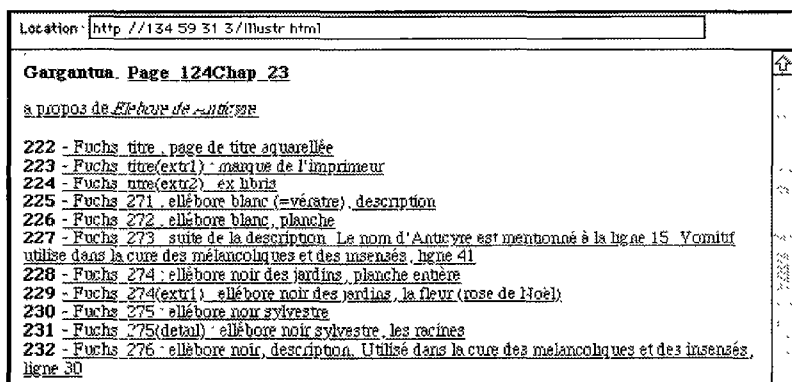 Location: http //134 59 31 3/Illustr html
Gargantua. Page 124Chap 23
a propos de Elebore de Anticyre
222 - Fuchs titre, page de titre aquarellée
223 - Fuchs titre(extr1) : marque de l'imprimeur
224 - Fuchs titre(extr2) ex libris
225 - Fuchs 271, ellébore blanc (=vératre), description
226 - Fuchs 272, ellébore blanc, planche
227 - Fuchs 273 suite de la description Le nom d'Anticyre est mentionné à la ligne 15 Vomitif
utilise dans la cure des mélancoliques et des insensés, ligne 41
228 - Fuchs 274 : ellébore noir des jardins, planche entière
229 - Fuchs 274(extr1) ellébore noir des jardins, la fleur (rose de Noël)
230 - Fuchs 275 : ellébore noir sylvestre
231 - Fuchs 275(detail) : ellébore noir sylvestre, les racines
232 - Fuchs 276 : ellébore noir, description. Utilisé dans la cure des melancoliques et des insensés,
ligne 30